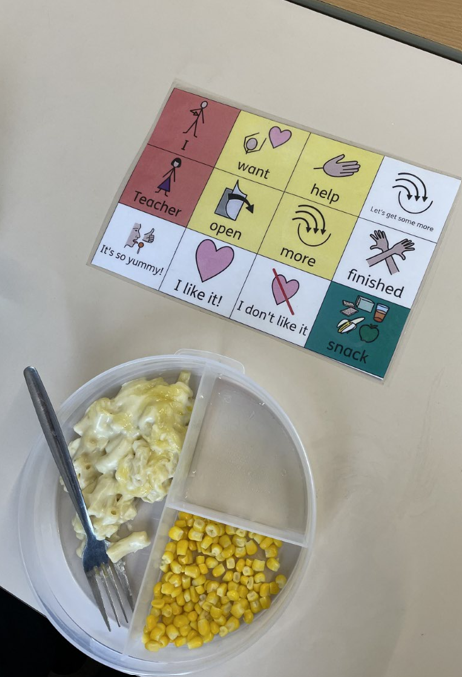 I
want
help
Let's get some more
Teacher
open
more
finished
It's so yummy!
I like it!
I don't like it
snack